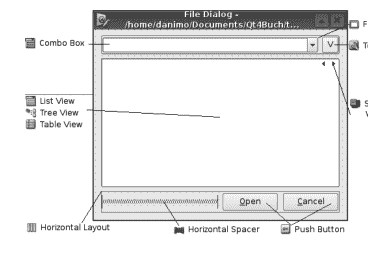 File Dialog -
/home/danimo/Documents/Qt4Buch/t...
Combo Box
V
List View
Tree View
Table View
Open
Cancel
Horizontal Layout
Horizontal Spacer
Push Button